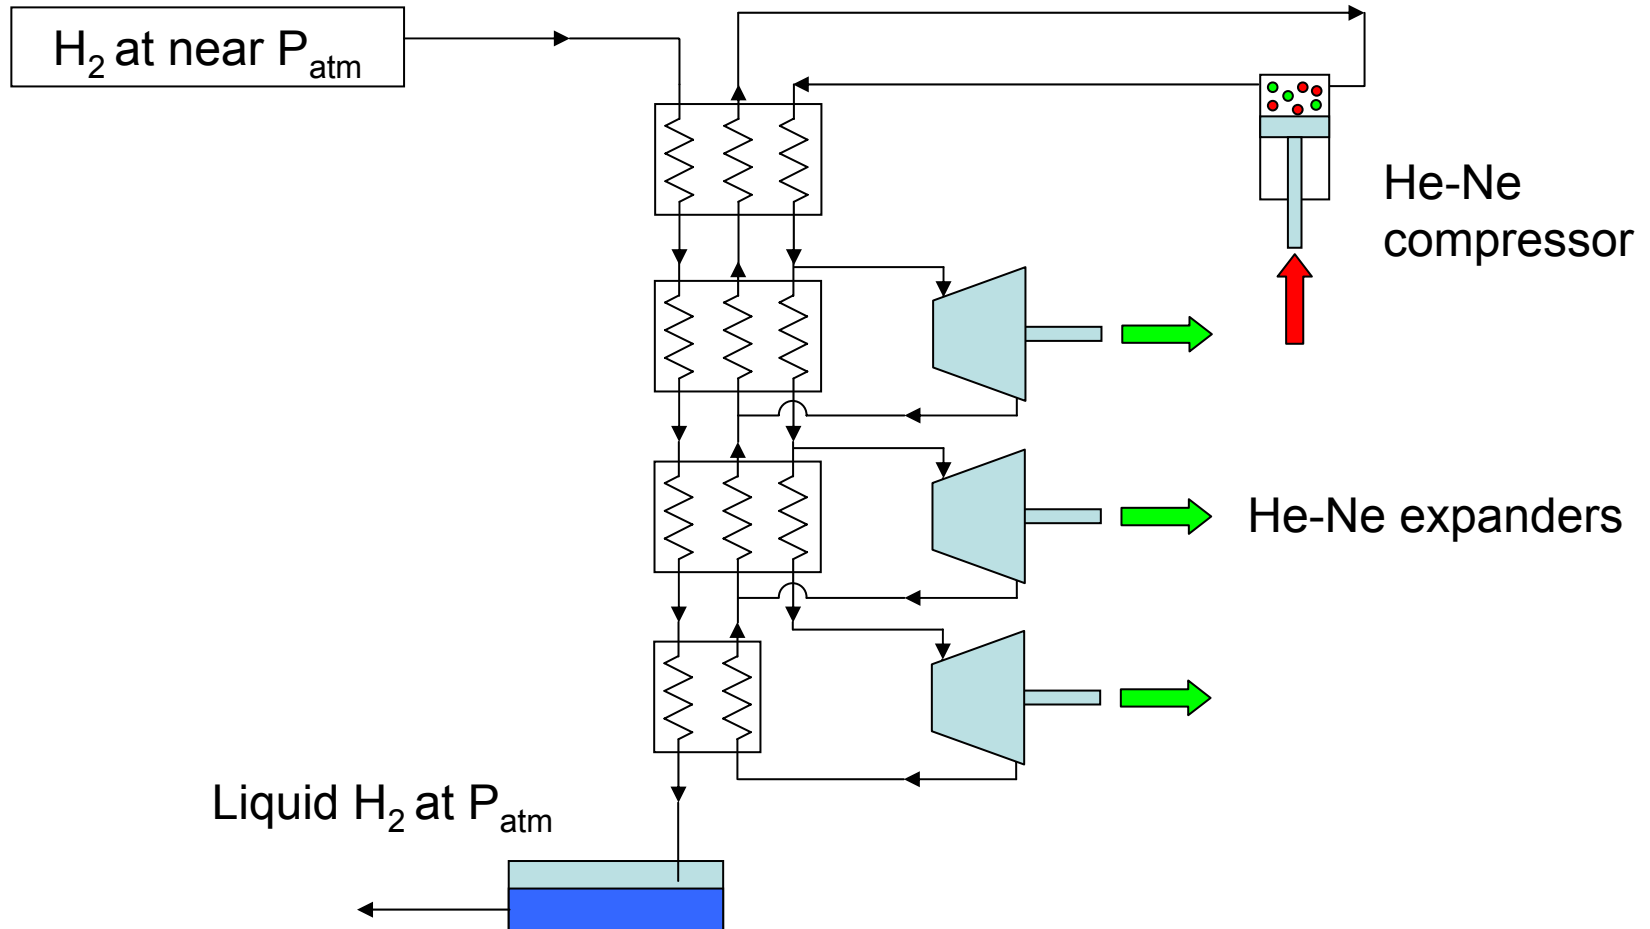 H₂ at near Pₐₜₘ
He-Ne
compressor
He-Ne expanders
Liquid H₂ at Pₐₜₘ